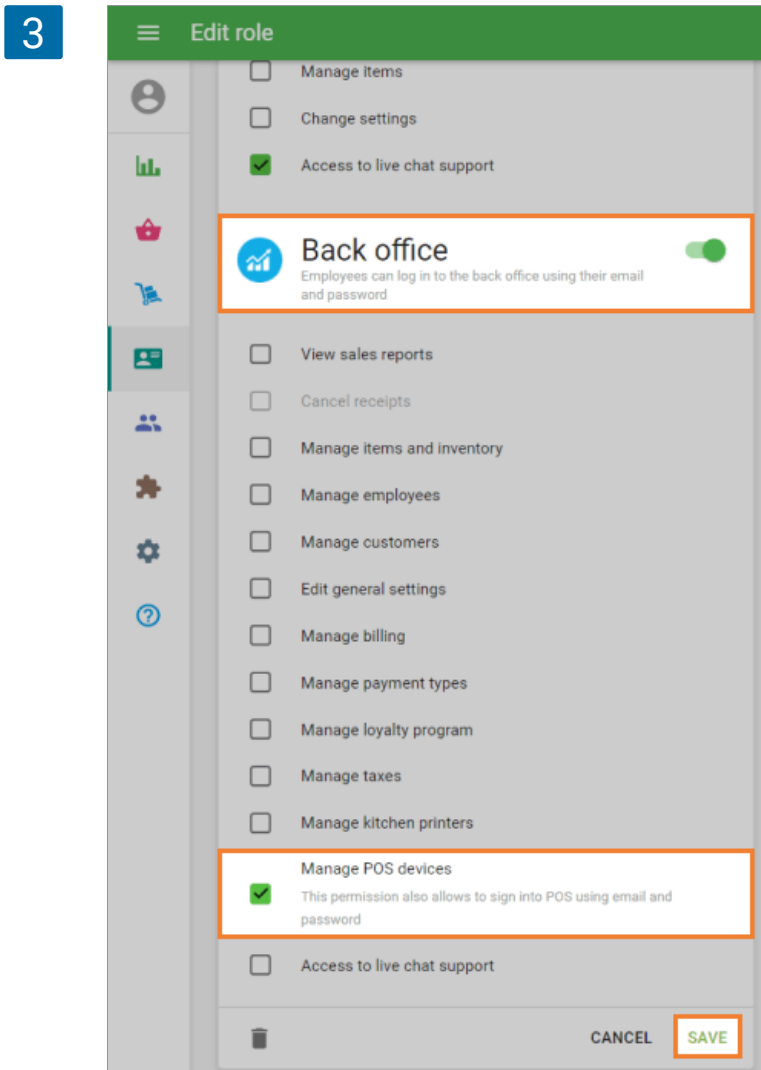 3
Edit role
Manage items
Change settings
Access to live chat support
Back office
Employees can log in to the back office using their email
and password
View sales reports
Cancel receipts
Manage items and inventory
Manage employees
Manage customers
Edit general settings
Manage billing
Manage payment types
Manage loyalty program
Manage taxes
Manage kitchen printers
Manage POS devices
This permission also allows to sign into POS using email and
password
Access to live chat support
CANCEL SAVE